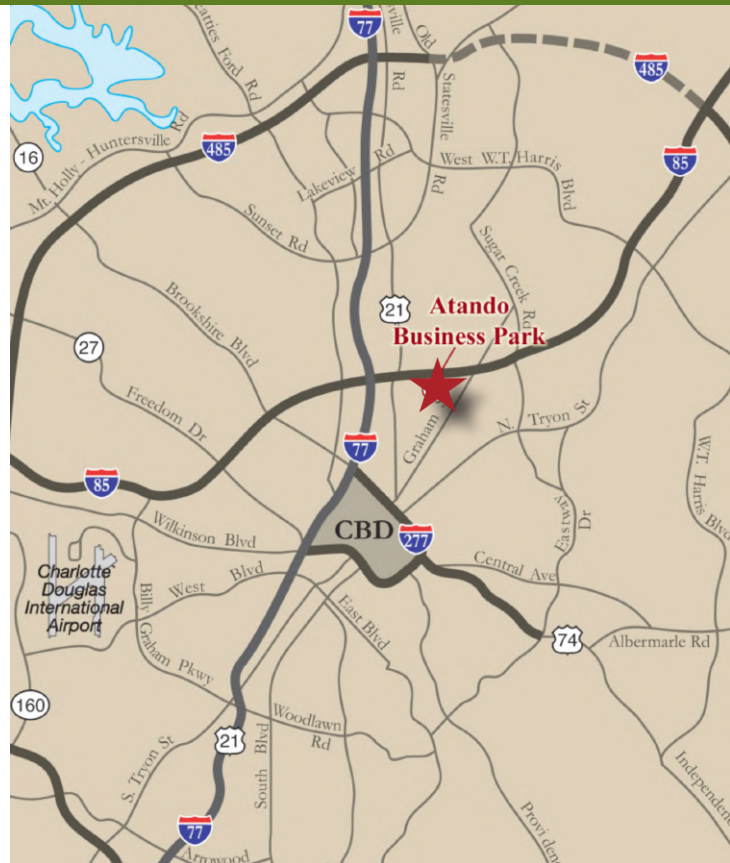 77
Old
Statesville
Rd
485
Beatties Ford Rd
Rd
85
16
Mt. Holly - Huntersville Rd
485
Lakeview Rd
West W.T. Harris
Blvd
Sunset Rd
Sugar Creek Rd
Brookshire Blvd
21
Atando
Business Park
27
Freedom Dr
Graham
N. Tryon St
W.T. Harris Blvd
77
85
CBD
277
Eastway
Dr
Wilkinson Blvd
Central Ave
Charlotte
Douglas
International
Airport
West Blvd
Billy Graham Pkwy
East Blvd
74
Albermarle Rd
160
Woodlawn
Rd
21
S. Tryon St
South Blvd
Independen
Providenc
77
Arrowood